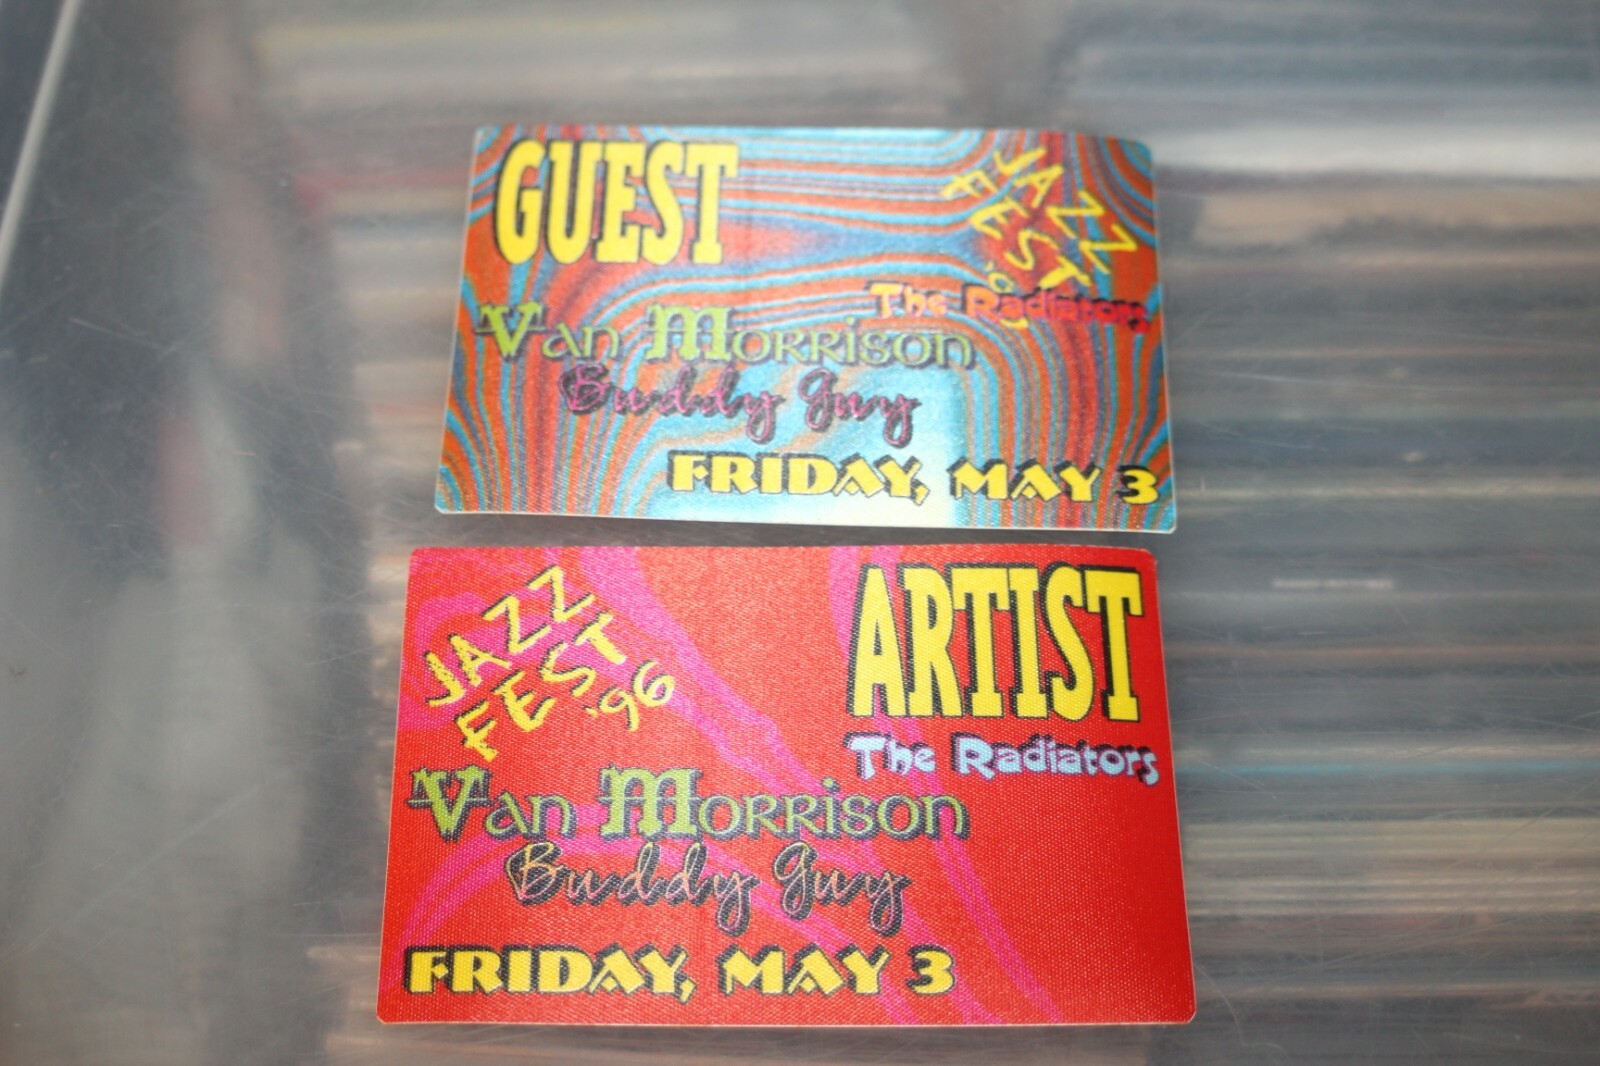 GUEST
JAZZ
FEST
The Radiators
Van Morrison
Buddy Guy
FRIDAY, MAY 3
JAZZ
FEST
'96
ARTIST
The Radiators
Van Morrison
Buddy Guy
FRIDAY, MAY 3